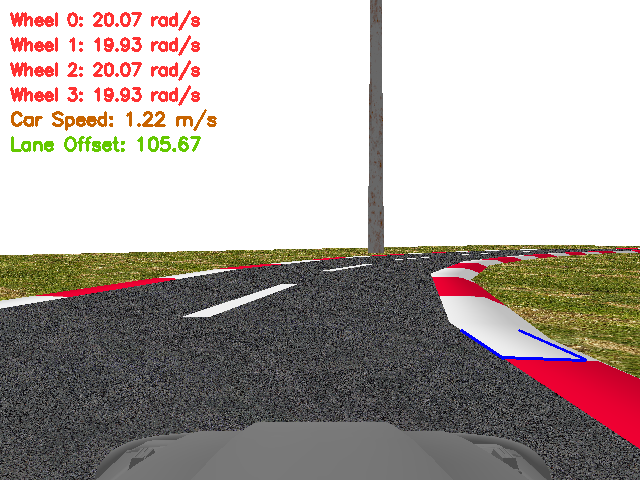 Wheel 0: 20.07 rad/s
Wheel 1: 19.93 rad/s
Wheel 2: 20.07 rad/s
Wheel 3: 19.93 rad/s
Car Speed: 1.22 m/s
Lane Offset: 105.67